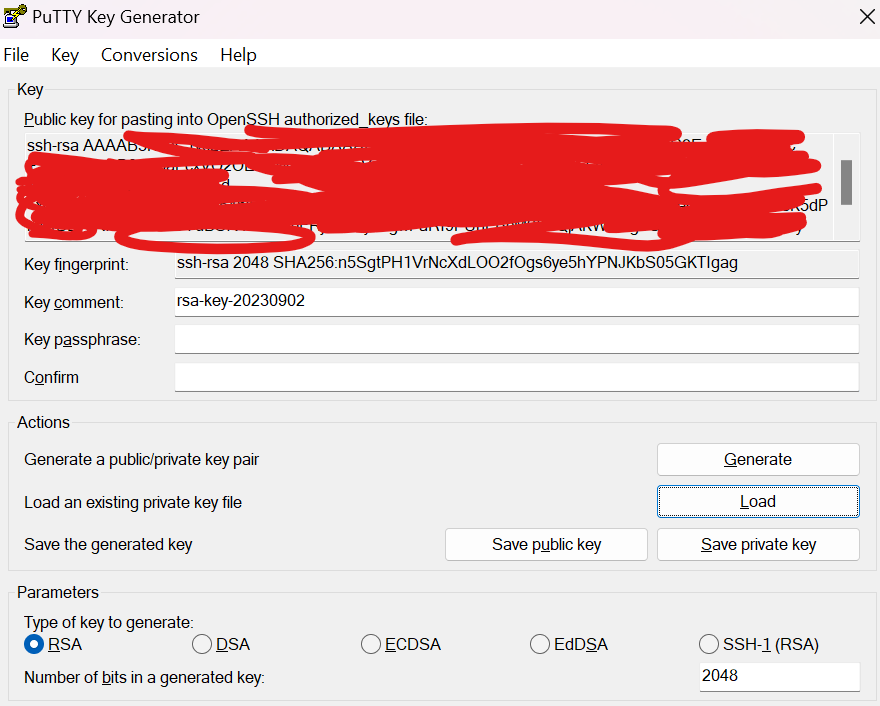 PuTTY Key Generator
File Key Conversions Help
Key
Public key for pasting into OpenSSH authorized_keys file:
ssh-rsa
Key fingerprint: ssh-rsa 2048 SHA256:n5SgtPH1VrNcXdLOO2fOgs6ye5hYPNJKbS05GKTIgag
Key comment: rsa-key-20230902
Key passphrase:
Confirm
Actions
Generate a public/private key pair Generate
Load an existing private key file Load
Save the generated key Save public key Save private key
Parameters
Type of key to generate:
RSA DSA ECDSA EdDSA SSH-1 (RSA)
Number of bits in a generated key: 2048